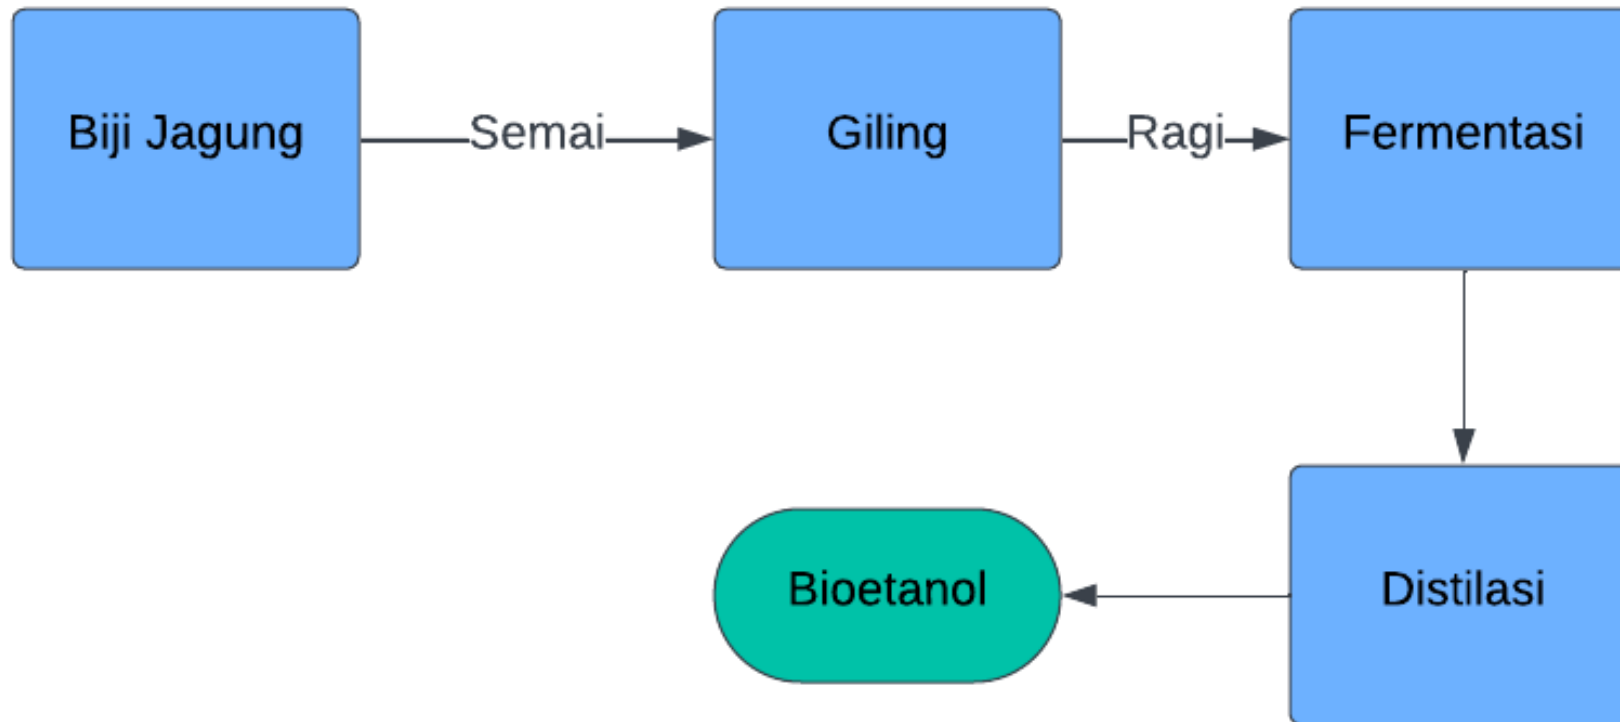 Biji Jagung
Semai
Giling
Ragi
Fermentasi
Distilasi
Bioetanol